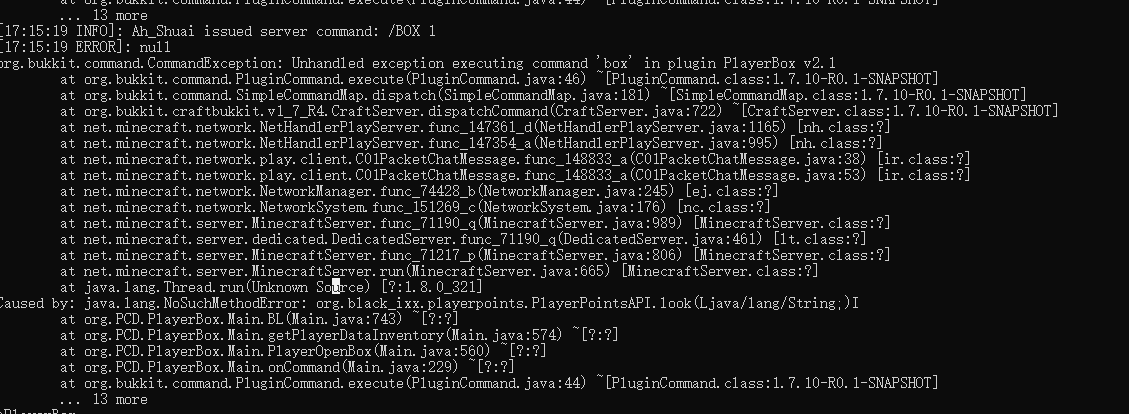 at org.bukkit.command.PluginCommand.execute(PluginCommand.java:44) ~[PluginCommand.class:1.7.10-R0.1-SNAPSHOT]
... 13 more
[17:15:19 INFO]: Ah_Shuai issued server command: /BOX 1
[17:15:19 ERROR]: null
org.bukkit.command.CommandException: Unhandled exception executing command 'box' in plugin PlayerBox v2.1
at org.bukkit.command.PluginCommand.execute(PluginCommand.java:46) ~[PluginCommand.class:1.7.10-R0.1-SNAPSHOT]
at org.bukkit.command.SimpleCommandMap.dispatch(SimpleCommandMap.java:181) ~[SimpleCommandMap.class:1.7.10-R0.1-SNAPSHOT]
at org.bukkit.craftbukkit.v1_7_R4.CraftServer.dispatchCommand(CraftServer.java:722) ~[CraftServer.class:1.7.10-R0.1-SNAPSHOT]
at net.minecraft.network.NetHandlerPlayServer.func_147361_d(NetHandlerPlayServer.java:1165) [nh.class:?]
at net.minecraft.network.NetHandlerPlayServer.func_147354_a(NetHandlerPlayServer.java:995) [nh.class:?]
at net.minecraft.network.play.client.C01PacketChatMessage.func_148833_a(C01PacketChatMessage.java:38) [ir.class:?]
at net.minecraft.network.play.client.C01PacketChatMessage.func_148833_a(C01PacketChatMessage.java:53) [ir.class:?]
at net.minecraft.network.NetworkManager.func_74428_b(NetworkManager.java:245) [ej.class:?]
at net.minecraft.network.NetworkSystem.func_151269_c(NetworkSystem.java:176) [nc.class:?]
at net.minecraft.server.MinecraftServer.func_71190_q(MinecraftServer.java:989) [MinecraftServer.class:?]
at net.minecraft.server.dedicated.DedicatedServer.func_71190_q(DedicatedServer.java:461) [lt.class:?]
at net.minecraft.server.MinecraftServer.func_71217_p(MinecraftServer.java:806) [MinecraftServer.class:?]
at net.minecraft.server.MinecraftServer.run(MinecraftServer.java:665) [MinecraftServer.class:?]
at java.lang.Thread.run(Unknown Source) [?:1.8.0_321]
Caused by: java.lang.NoSuchMethodError: org.black_ixx.playerpoints.PlayerPointsAPI.look(Ljava/lang/String;)I
at org.PCD.PlayerBox.Main.BL(Main.java:743) ~[?:?]
at org.PCD.PlayerBox.Main.getPlayerDataInventory(Main.java:574) ~[?:?]
at org.PCD.PlayerBox.Main.PlayerOpenBox(Main.java:560) ~[?:?]
at org.PCD.PlayerBox.Main.onCommand(Main.java:229) ~[?:?]
at org.bukkit.command.PluginCommand.execute(PluginCommand.java:44) ~[PluginCommand.class:1.7.10-R0.1-SNAPSHOT]
... 13 more